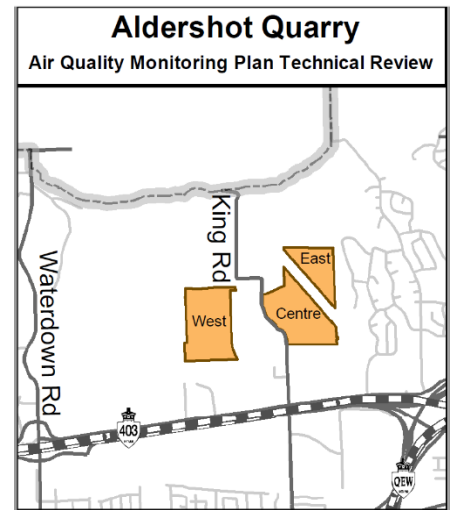 Aldershot Quarry
Air Quality Monitoring Plan Technical Review
King Rd
East
Waterdown Rd
West
Centre
403
QEW